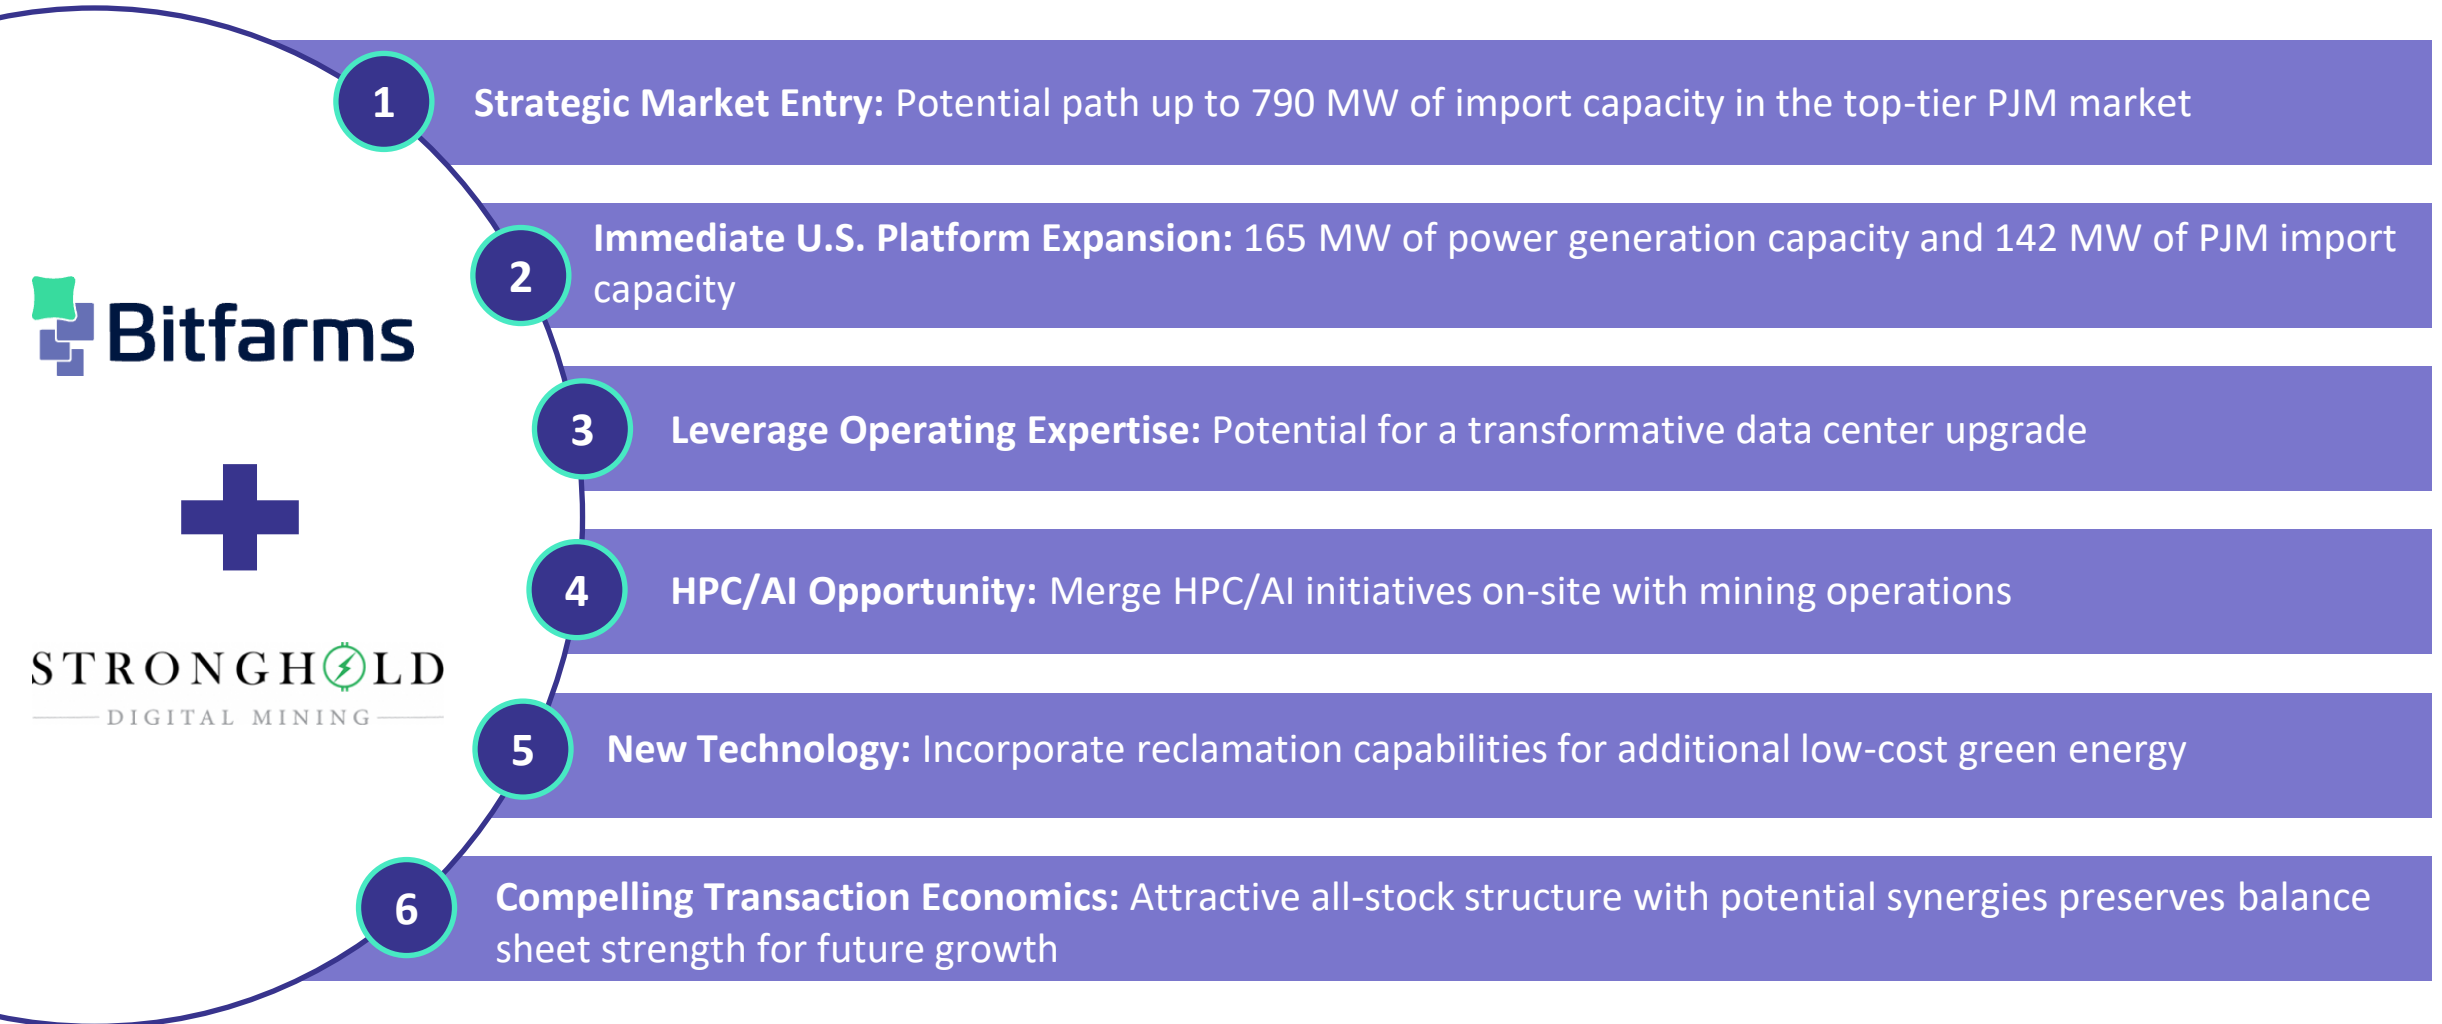 1
Strategic Market Entry: Potential path up to 790 MW of import capacity in the top-tier PJM market
2
Immediate U.S. Platform Expansion: 165 MW of power generation capacity and 142 MW of PJM import
capacity
Bitfarms
3
Leverage Operating Expertise: Potential for a transformative data center upgrade
4
HPC/AI Opportunity: Merge HPC/AI initiatives on-site with mining operations
STRONGHOLD
DIGITAL MINING
5
New Technology: Incorporate reclamation capabilities for additional low-cost green energy
6
Compelling Transaction Economics: Attractive all-stock structure with potential synergies preserves balance
sheet strength for future growth